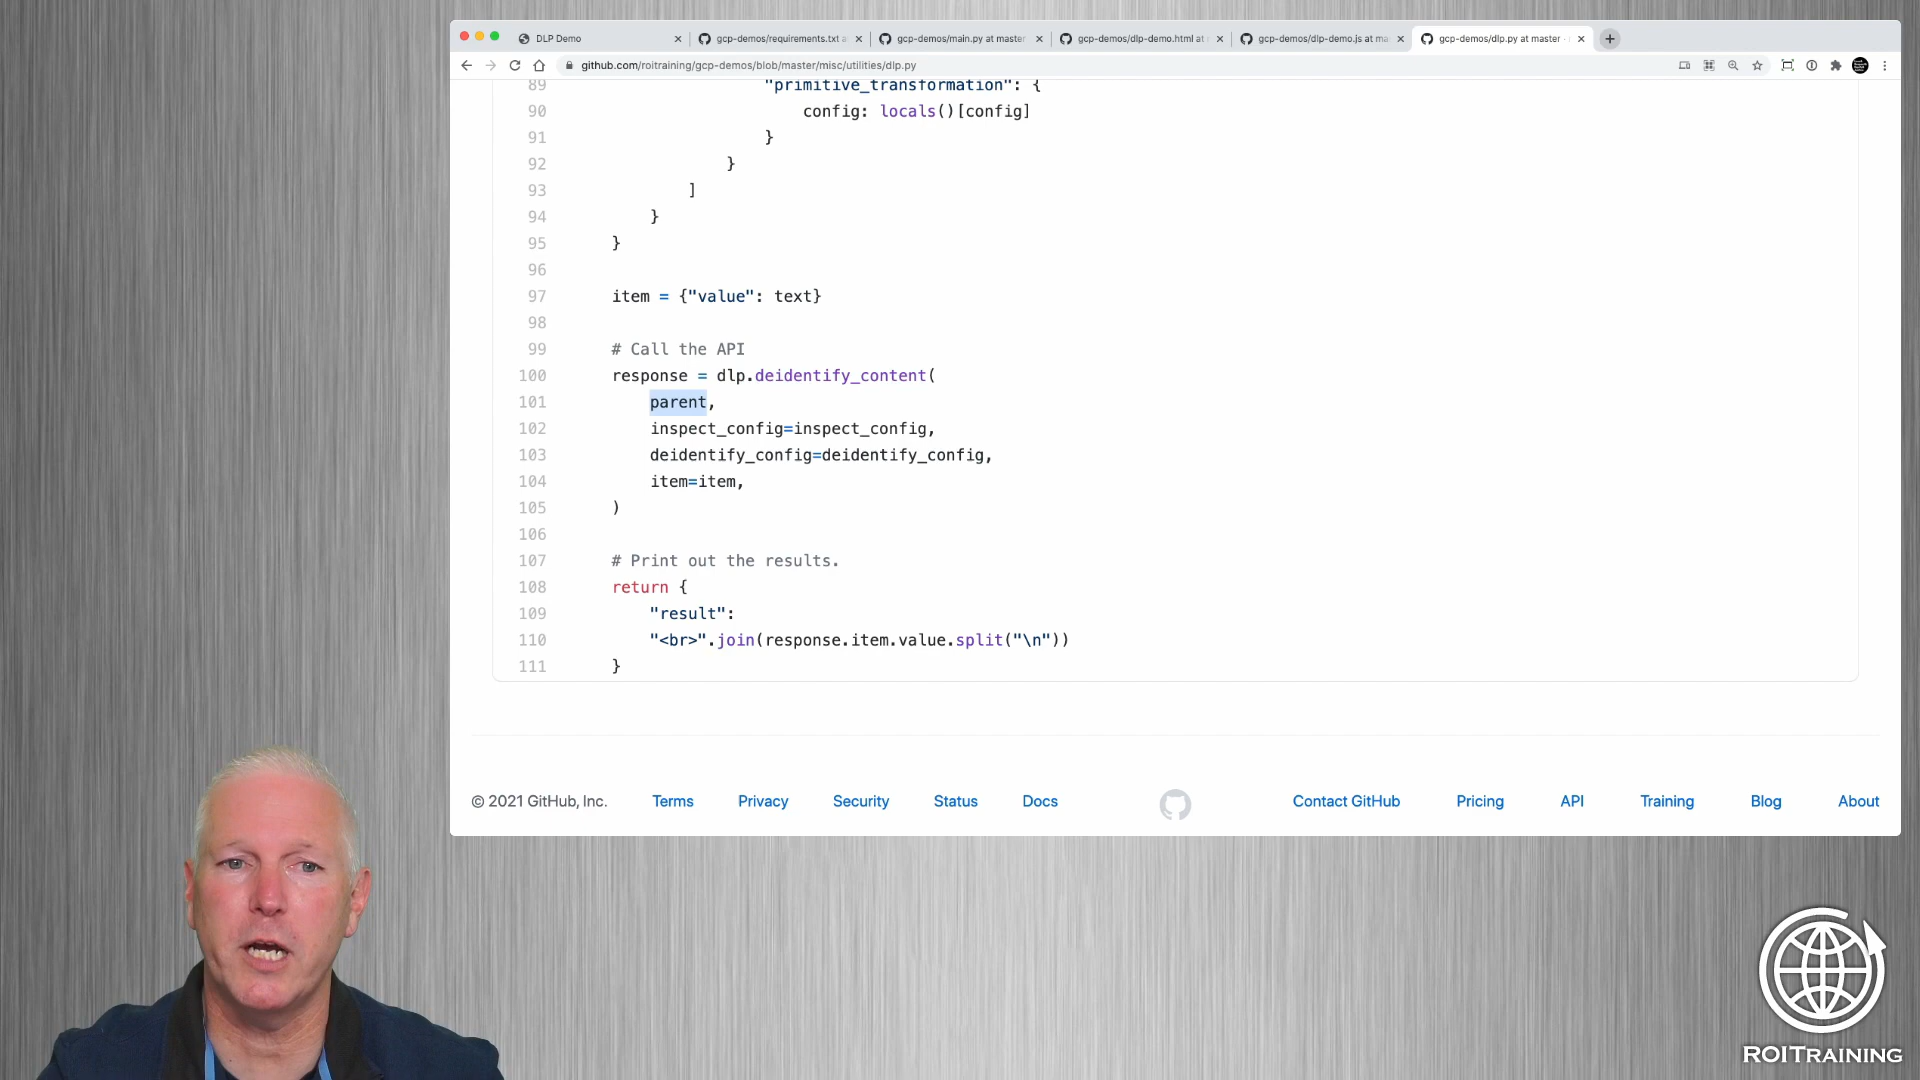 DLP Demo
gcp-demos/requirements.txt a
gcp-demos/main.py at master
gcp-demos/dlp-demo.html at
gcp-demos/dlp-demo.js at ma
gcp-demos/dlp.py at master ·
github.com/roitraining/gcp-demos/blob/master/misc/utilities/dlp.py
89 "primitive_transformation": {
90 config: locals()[config]
91 }
92 }
93 ]
94 }
95 }
96
97 item = {"value": text}
98
99 # Call the API
100 response = dlp.deidentify_content(
101 parent,
102 inspect_config=inspect_config,
103 deidentify_config=deidentify_config,
104 item=item,
105 )
106
107 # Print out the results.
108 return {
109 "result":
110 "<br>".join(response.item.value.split("\n"))
111 }
© 2021 GitHub, Inc. Terms Privacy Security Status Docs Contact GitHub Pricing API Training Blog About
ROITRAINING